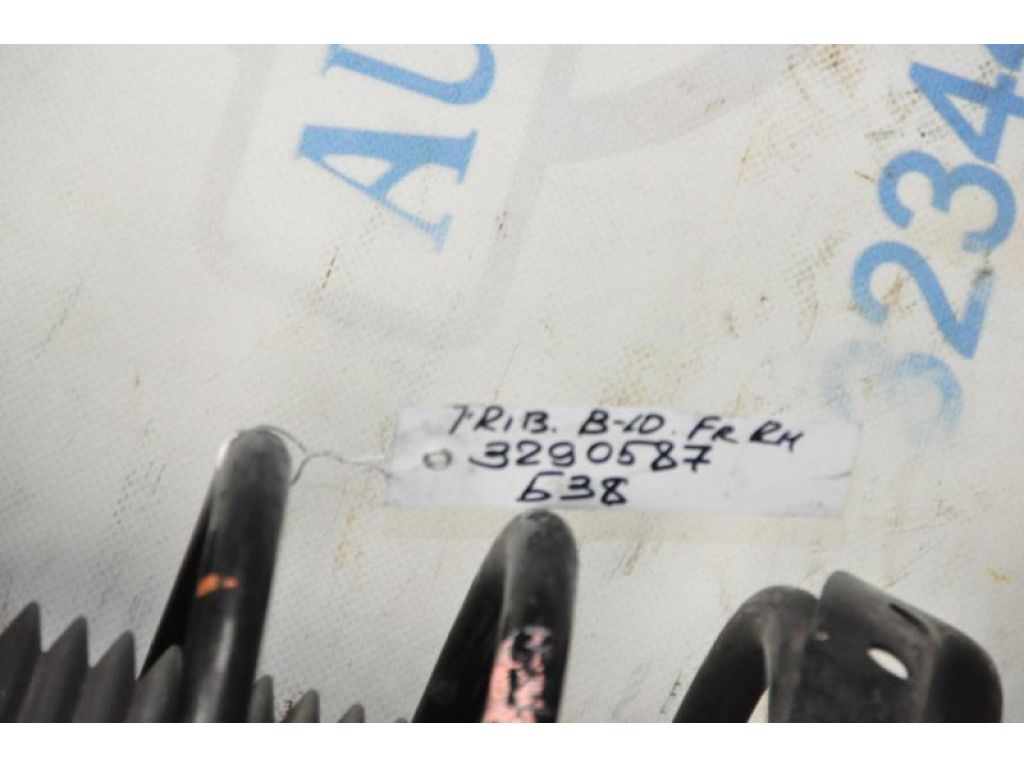 TRIB. B-10. FR RH
3290587
Б38
AU
3234